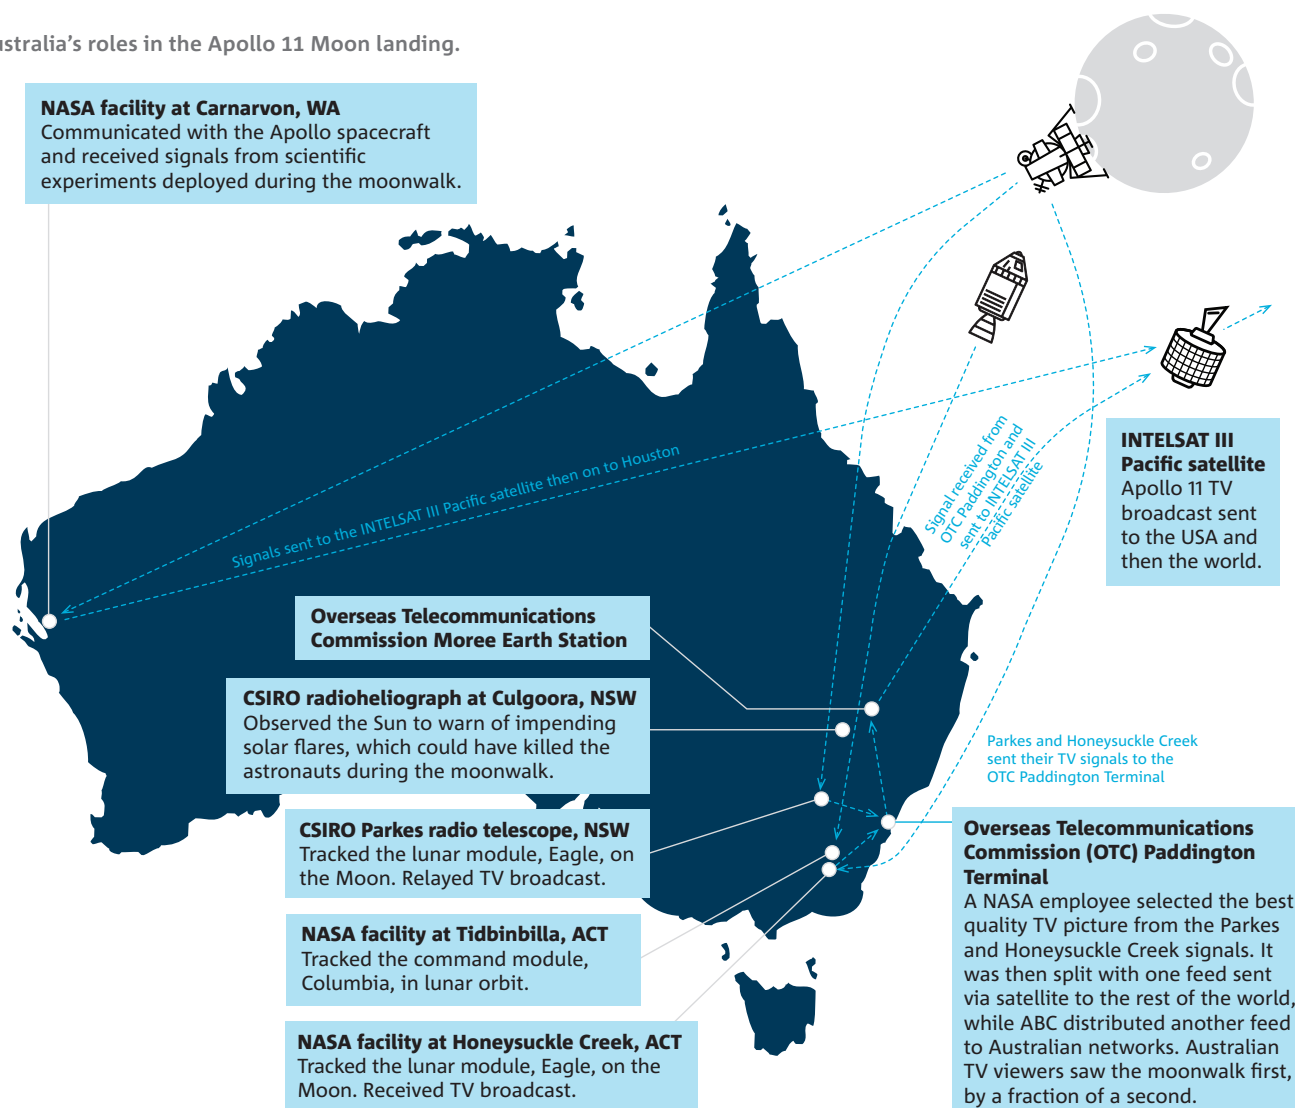 ustralia’s roles in the Apollo 11 Moon landing.
NASA facility at Carnarvon, WA
Communicated with the Apollo spacecraft
and received signals from scientific
experiments deployed during the moonwalk.
Signals sent to the INTELSAT III Pacific satellite then on to Houston
Signal received from
OTC Paddington and
sent to INTELSAT III
Pacific satellite
INTELSAT III
Pacific satellite
Apollo 11 TV
broadcast sent
to the USA and
then the world.
Overseas Telecommunications
Commission Moree Earth Station
CSIRO radioheliograph at Culgoora, NSW
Observed the Sun to warn of impending
solar flares, which could have killed the
astronauts during the moonwalk.
Parkes and Honeysuckle Creek
sent their TV signals to the
OTC Paddington Terminal
CSIRO Parkes radio telescope, NSW
Tracked the lunar module, Eagle, on
the Moon. Relayed TV broadcast.
Overseas Telecommunications
Commission (OTC) Paddington
Terminal
A NASA employee selected the best
quality TV picture from the Parkes
and Honeysuckle Creek signals. It
was then split with one feed sent
via satellite to the rest of the world,
while ABC distributed another feed
to Australian networks. Australian
TV viewers saw the moonwalk first,
by a fraction of a second.
NASA facility at Tidbinbilla, ACT
Tracked the command module,
Columbia, in lunar orbit.
NASA facility at Honeysuckle Creek, ACT
Tracked the lunar module, Eagle, on the
Moon. Received TV broadcast.